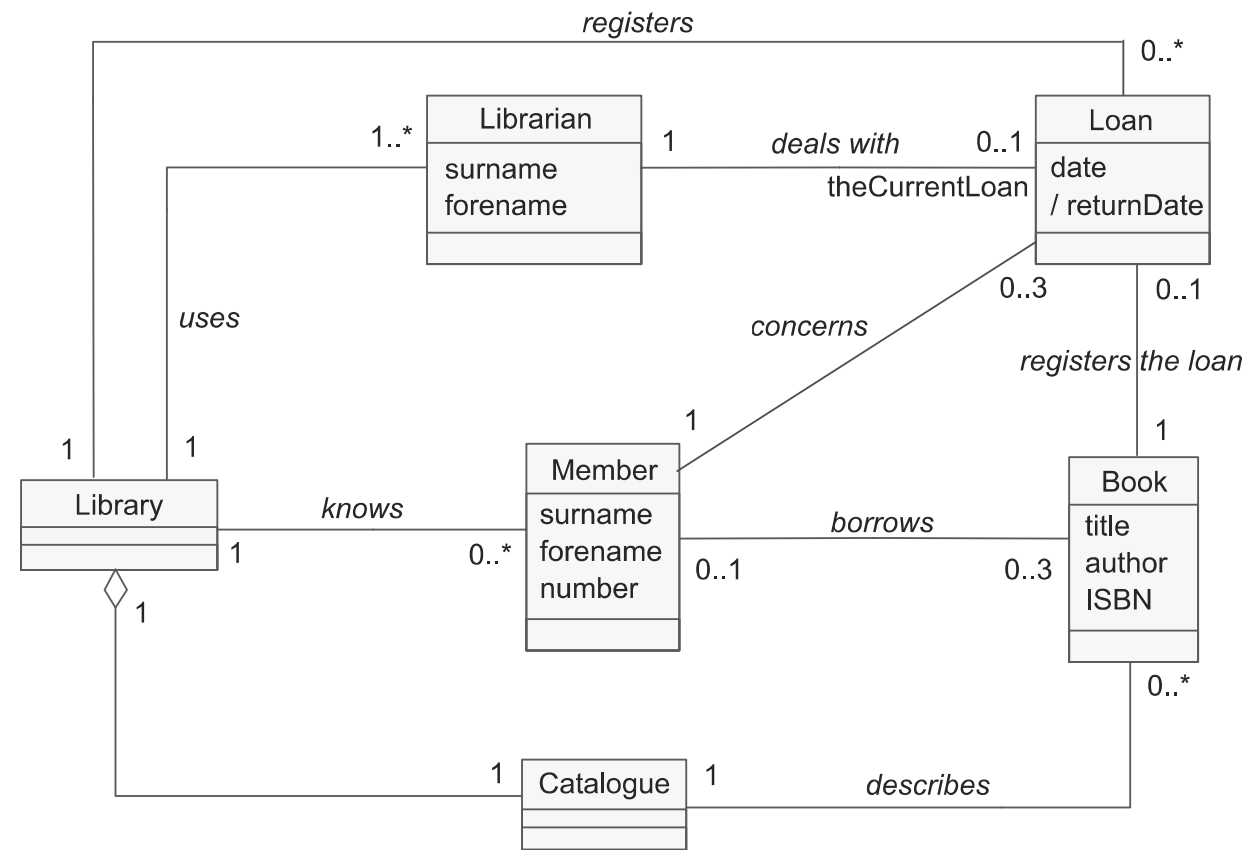 registers
0..*
Librarian
surname
forename
1..*
1
deals with
0..1
theCurrentLoan
Loan
date
/ returnDate
uses
concerns
0..3
0..1
registers the loan
1
1
1
1
Library
1
knows
0..*
Member
surname
forename
number
borrows
0..1
0..3
Book
title
author
ISBN
0..*
1
1
Catalogue
1
describes